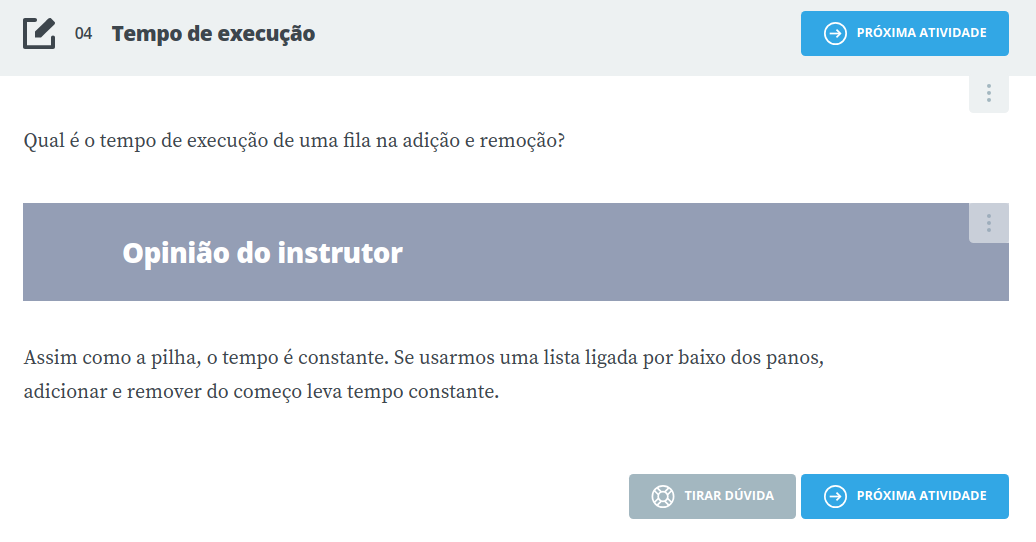 04 Tempo de execução PRÓXIMA ATIVIDADE
Qual é o tempo de execução de uma fila na adição e remoção?
Opinião do instrutor
Assim como a pilha, o tempo é constante. Se usarmos uma lista ligada por baixo dos panos,
adicionar e remover do começo leva tempo constante.
TIRAR DÚVIDA PRÓXIMA ATIVIDADE